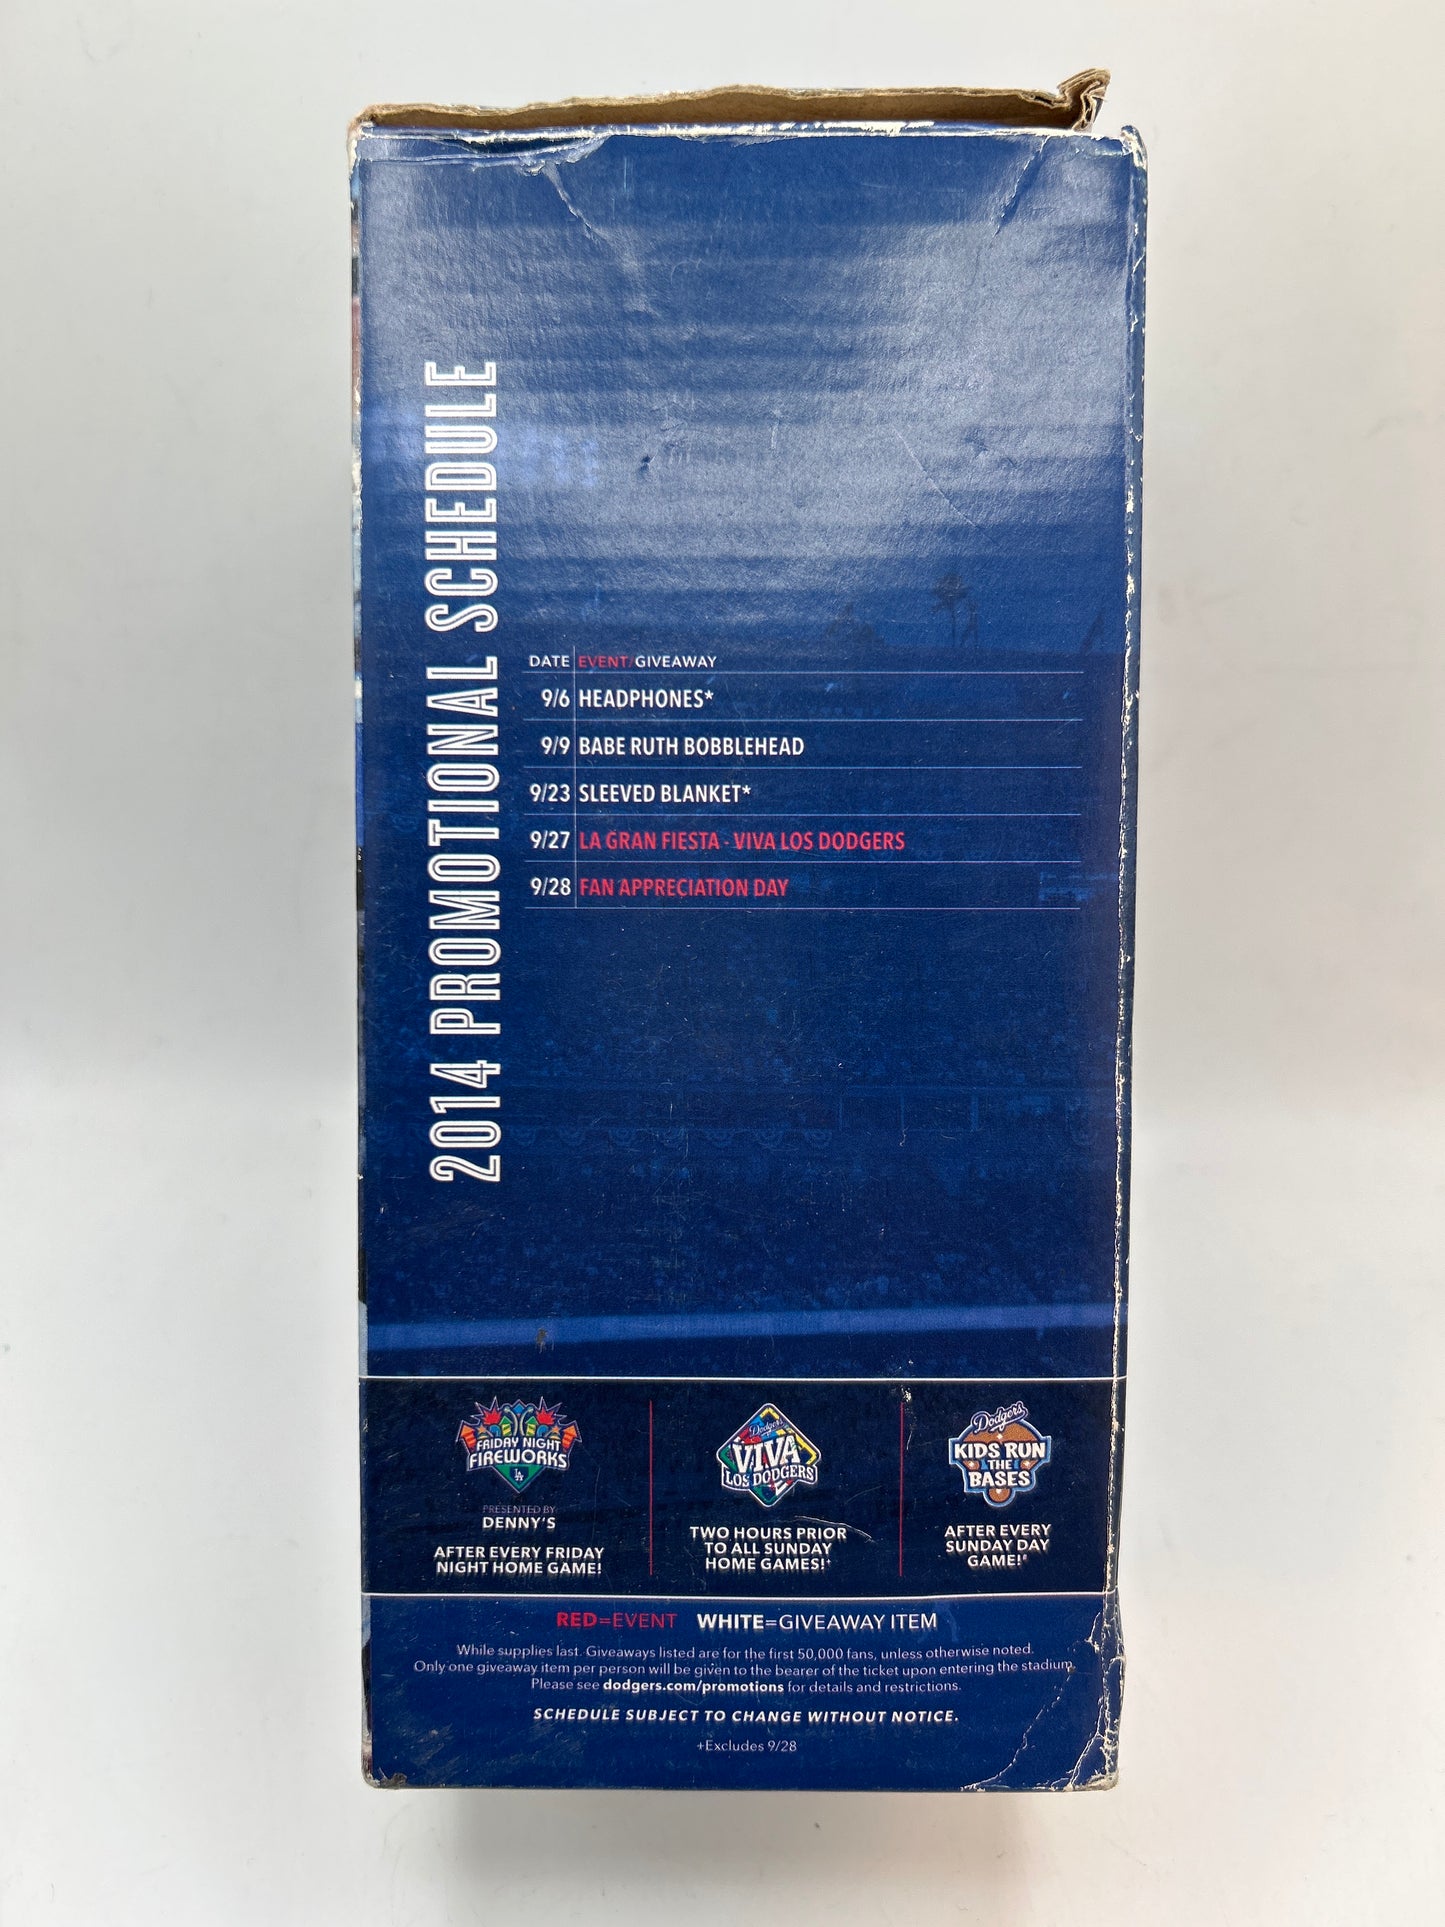 2014 PROMOTIONAL SCHEDULE
DATE EVENT/GIVEAWAY
9/6 HEADPHONES*
9/9 BABE RUTH BOBBLEHEAD
9/23 SLEEVED BLANKET*
9/27 LA GRAN FIESTA - VIVA LOS DODGERS
9/28 FAN APPRECIATION DAY
FRIDAY NIGHT
FIREWORKS
LA
PRESENTED BY
DENNY'S
AFTER EVERY FRIDAY
NIGHT HOME GAME!
Dodgers
VIVA
LOS DODGERS
TWO HOURS PRIOR
TO ALL SUNDAY
HOME GAMES!+
Dodgers
KIDS RUN
THE
BASES
AFTER EVERY
SUNDAY DAY
GAME!
RED=EVENT WHITE=GIVEAWAY ITEM
While supplies last. Giveaways listed are for the first 50,000 fans, unless otherwise noted.
Only one giveaway item per person will be given to the bearer of the ticket upon entering the stadium.
Please see dodgers.com/promotions for details and restrictions.
SCHEDULE SUBJECT TO CHANGE WITHOUT NOTICE.
+Excludes 9/28